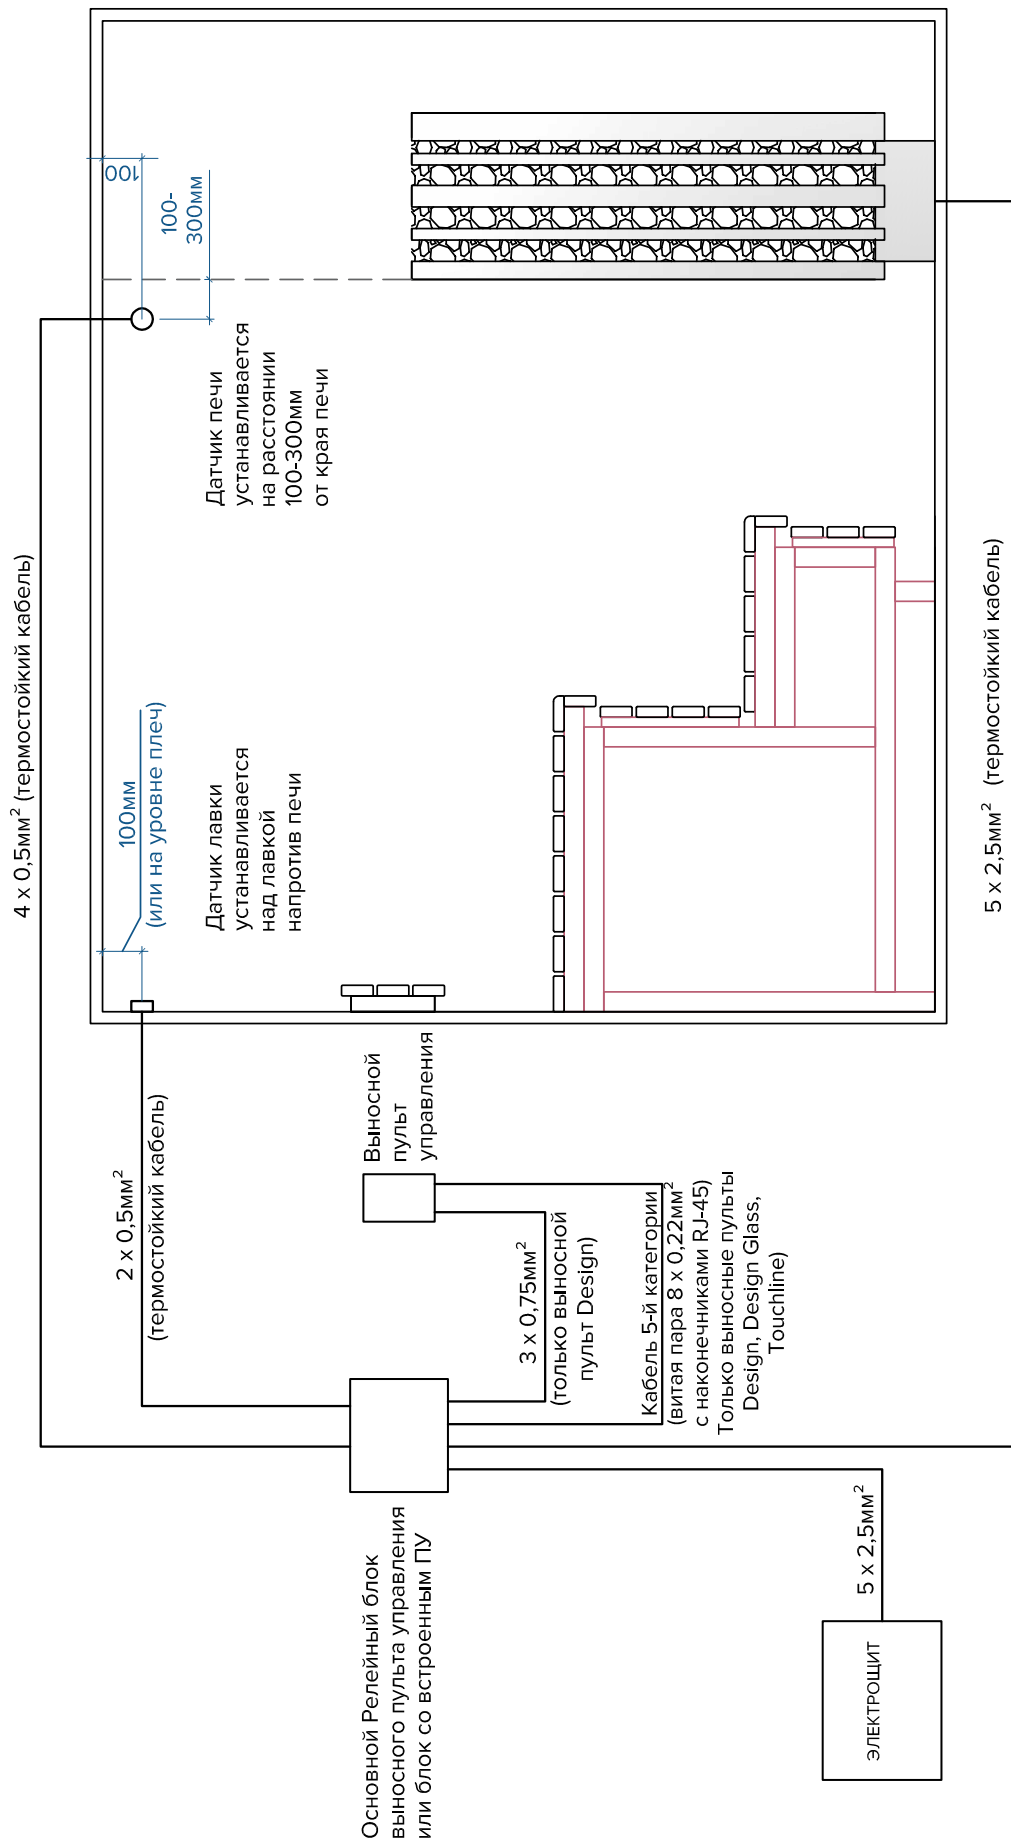 4 x 0,5мм² (термостойкий кабель)
100
100-
300мм
Датчик печи
устанавливается
на расстоянии
100-300мм
от края печи
100мм
(или на уровне плеч)
Датчик лавки
устанавливается
над лавкой
напротив печи
2 x 0,5мм²
(термостойкий кабель)
Выносной
пульт
управления
3 x 0,75мм²
(только выносной
пульт Design)
Кабель 5-й категории
(витая пара 8 x 0,22мм²
с наконечниками RJ-45)
Только выносные пульты
Design, Design Glass,
Touchline)
Основной Релейный блок
выносного пульта управления
или блок со встроенным ПУ
5 x 2,5мм²
ЭЛЕКТРОЩИТ
5 x 2,5мм² (термостойкий кабель)